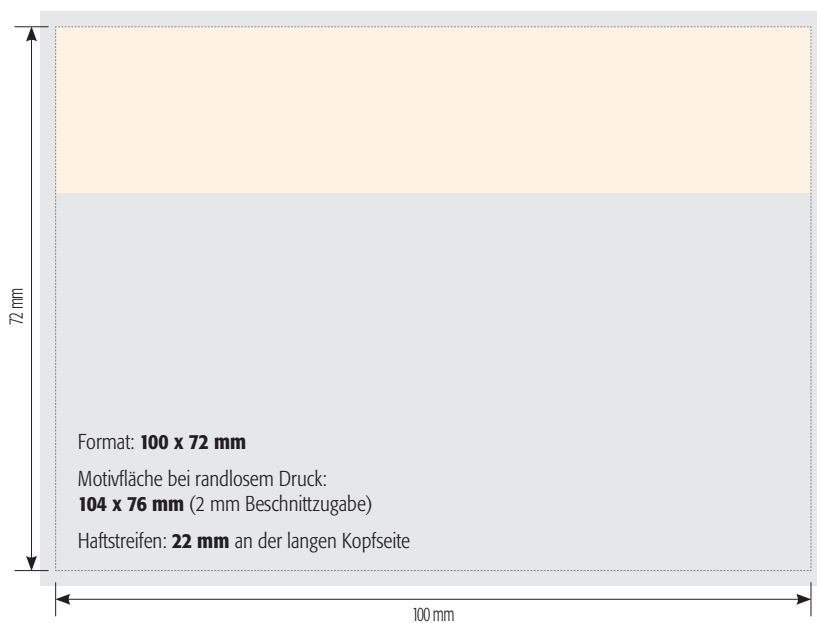 72 mm
Format: 100 x 72 mm
Motivfläche bei randlosem Druck:
104 x 76 mm (2 mm Beschnittzugabe)
Haftstreifen: 22 mm an der langen Kopfseite
100 mm